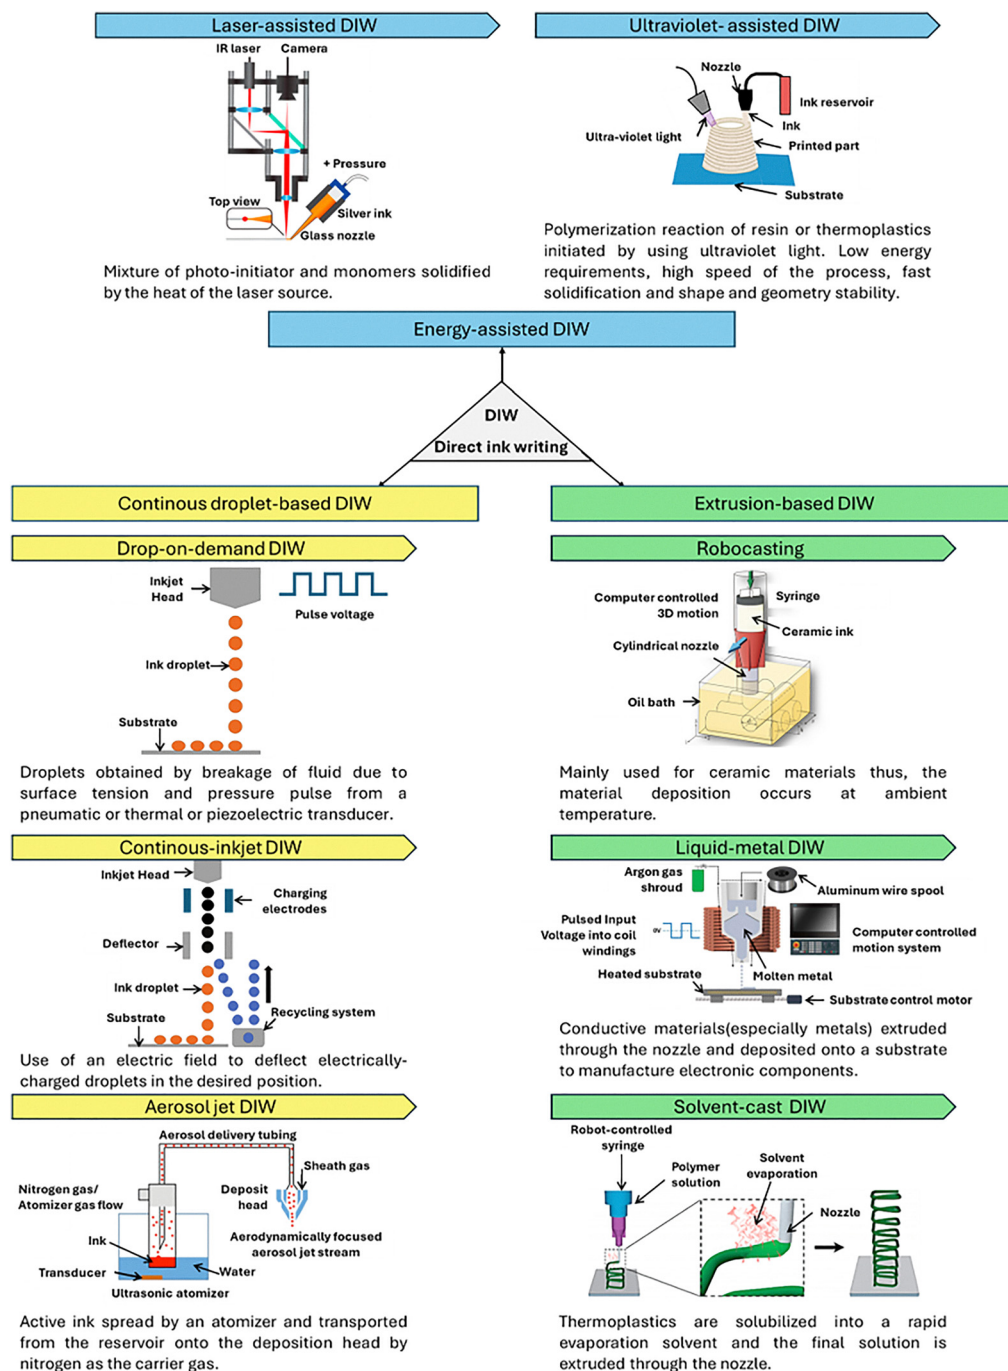 Laser-assisted DIW
IR laser
Camera
+ Pressure
Top view
Silver ink
Glass nozzle
Mixture of photo-initiator and monomers solidified
by the heat of the laser source.
Ultraviolet- assisted DIW
Nozzle
Ink reservoir
Ink
Ultra-violet light
Printed part
Substrate
Polymerization reaction of resin or thermoplastics
initiated by using ultraviolet light. Low energy
requirements, high speed of the process, fast
solidification and shape and geometry stability.
Energy-assisted DIW
DIW
Direct ink writing
Continous droplet-based DIW
Drop-on-demand DIW
Inkjet
Head
Pulse voltage
Ink droplet
Substrate
Droplets obtained by breakage of fluid due to
surface tension and pressure pulse from a
pneumatic or thermal or piezoelectric transducer.
Continous-inkjet DIW
Inkjet Head
Charging
electrodes
Deflector
Ink droplet
Recycling system
Substrate
Use of an electric field to deflect electrically-
charged droplets in the desired position.
Aerosol jet DIW
Aerosol delivery tubing
Sheath gas
Nitrogen gas/
Atomizer gas flow
Deposit
head
Aerodynamically focused
aerosol jet stream
Ink
Transducer
Water
Ultrasonic atomizer
Active ink spread by an atomizer and transported
from the reservoir onto the deposition head by
nitrogen as the carrier gas.
Extrusion-based DIW
Robocasting
Computer controlled
3D motion
Syringe
Ceramic ink
Cylindrical nozzle
Oil bath
Mainly used for ceramic materials thus, the
material deposition occurs at ambient
temperature.
Liquid-metal DIW
Argon gas
shroud
Aluminum wire spool
Pulsed Input
Voltage into coil
windings
0V
Computer controlled
motion system
Molten metal
Heated substrate
Substrate control motor
Conductive materials(especially metals) extruded
through the nozzle and deposited onto a substrate
to manufacture electronic components.
Solvent-cast DIW
Robot-controlled
syringe
Polymer
solution
Solvent
evaporation
Nozzle
Thermoplastics are solubilized into a rapid
evaporation solvent and the final solution is
extruded through the nozzle.